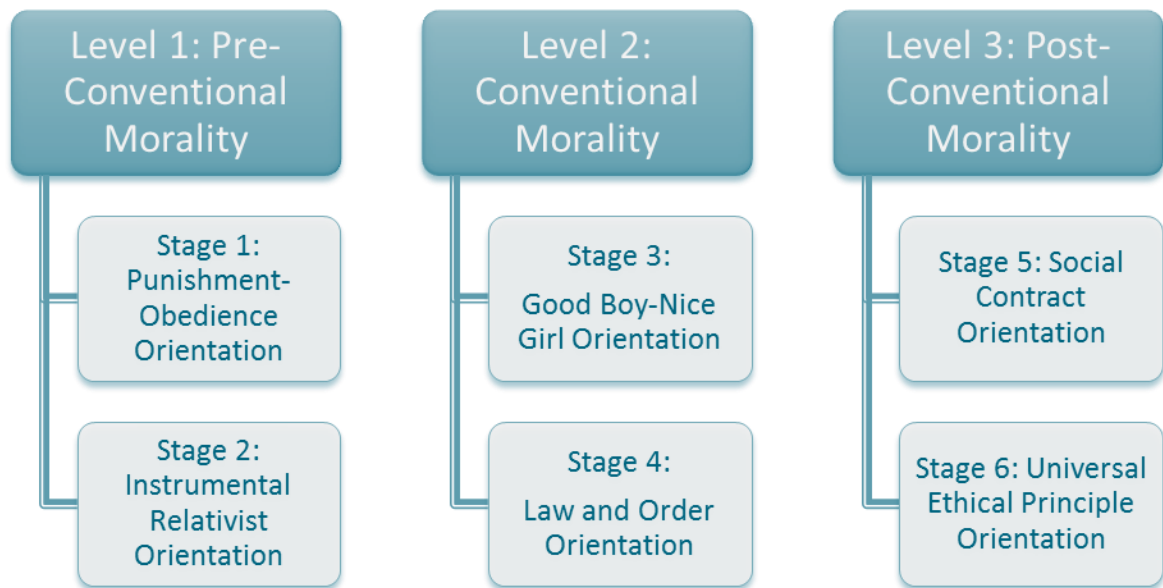 Level 1: Pre-
Conventional
Morality
Stage 1:
Punishment-
Obedience
Orientation
Stage 2:
Instrumental
Relativist
Orientation
Level 2:
Conventional
Morality
Stage 3:
Good Boy-Nice
Girl Orientation
Stage 4:
Law and Order
Orientation
Level 3: Post-
Conventional
Morality
Stage 5: Social
Contract
Orientation
Stage 6: Universal
Ethical Principle
Orientation